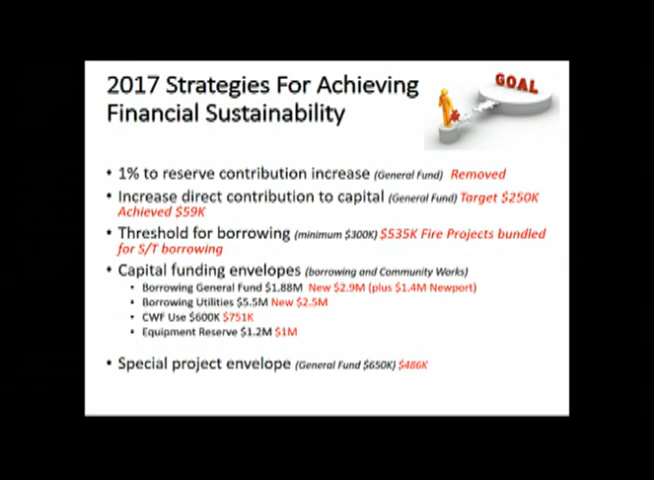 2017 Strategies For Achieving
Financial Sustainability
GOAL
• 1% to reserve contribution increase (General Fund) Removed
• Increase direct contribution to capital (General Fund) Target $250K
Achieved $59K
• Threshold for borrowing (minimum $300K) $535K Fire Projects bundled
for S/T borrowing
• Capital funding envelopes (borrowing and Community Works)
• Borrowing General Fund $1.88M New $2.9M (plus $1.4M Newport)
• Borrowing Utilities $5.5M New $2.5M
• CWF Use $600K $751K
• Equipment Reserve $1.2M $1M
• Special project envelope (General Fund $650K) $486K